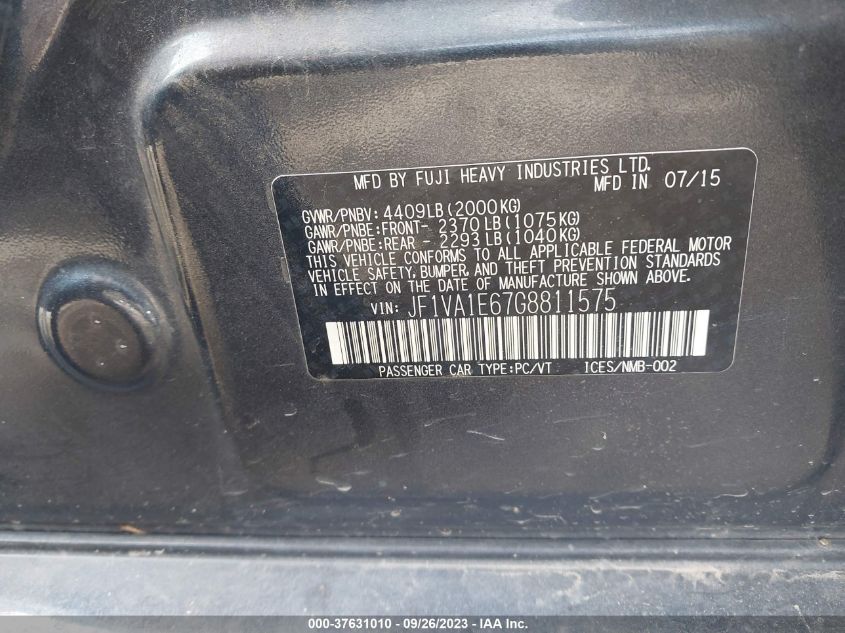 MFD BY FUJI HEAVY INDUSTRIES LTD.
MFD IN 07/15
GVWR/PNBV: 4409LB(2000KG)
GAWR/PNBE:FRONT- 2370 LB(1075KG)
GAWR/PNBE:REAR - 2293 LB(1040KG)
THIS VEHICLE CONFORMS TO ALL APPLICABLE FEDERAL MOTOR
VEHICLE SAFETY, BUMPER, AND THEFT PREVENTION STANDARDS
IN EFFECT ON THE DATE OF MANUFACTURE SHOWN ABOVE.
VIN: JF1VA1E67G8811575
PASSENGER CAR TYPE:PC/VT ICES/NMB-002
000-37631010 / 09/26/2023 / IAA Inc.